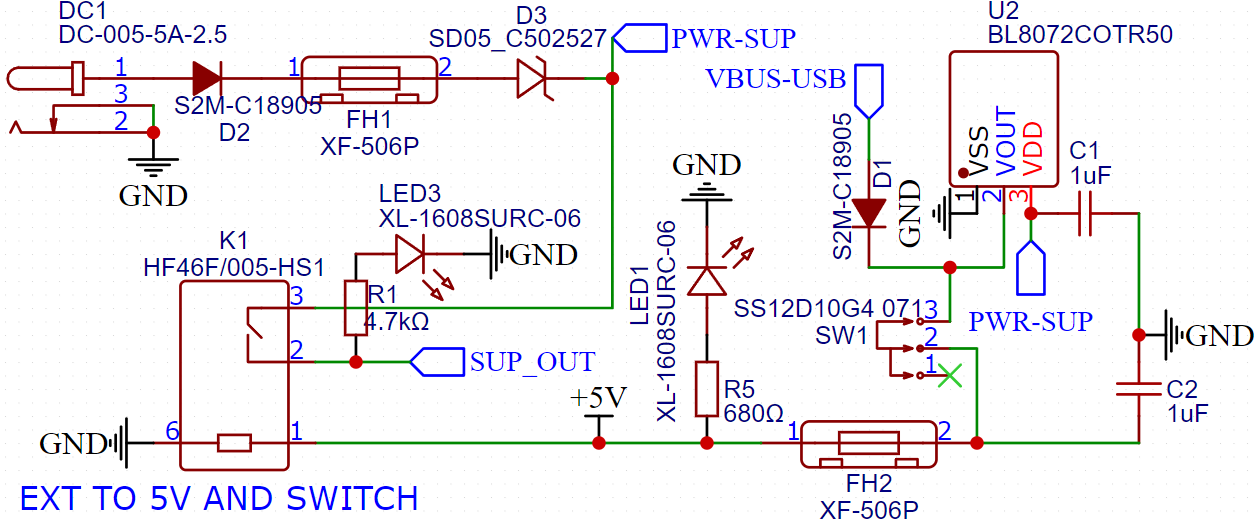 DC1
DC-005-5A-2.5
1
3
2
GND
S2M-C18905
D2
1
2
FH1
XF-506P
D3
SD05_C502527
PWR-SUP
VBUS-USB
S2M-C18905
D1
U2
BL8072COTR50
VSS
VOUT
VDD
1
2
3
GND
C1
1uF
PWR-SUP
GND
K1
HF46F/005-HS1
3
2
6
1
GND
R1
4.7kΩ
LED3
XL-1608SURC-06
GND
SUP_OUT
GND
LED1
XL-1608SURC-06
R5
680Ω
+5V
SS12D10G4 071
SW1
3
2
1
1
2
FH2
XF-506P
C2
1uF
EXT TO 5V AND SWITCH